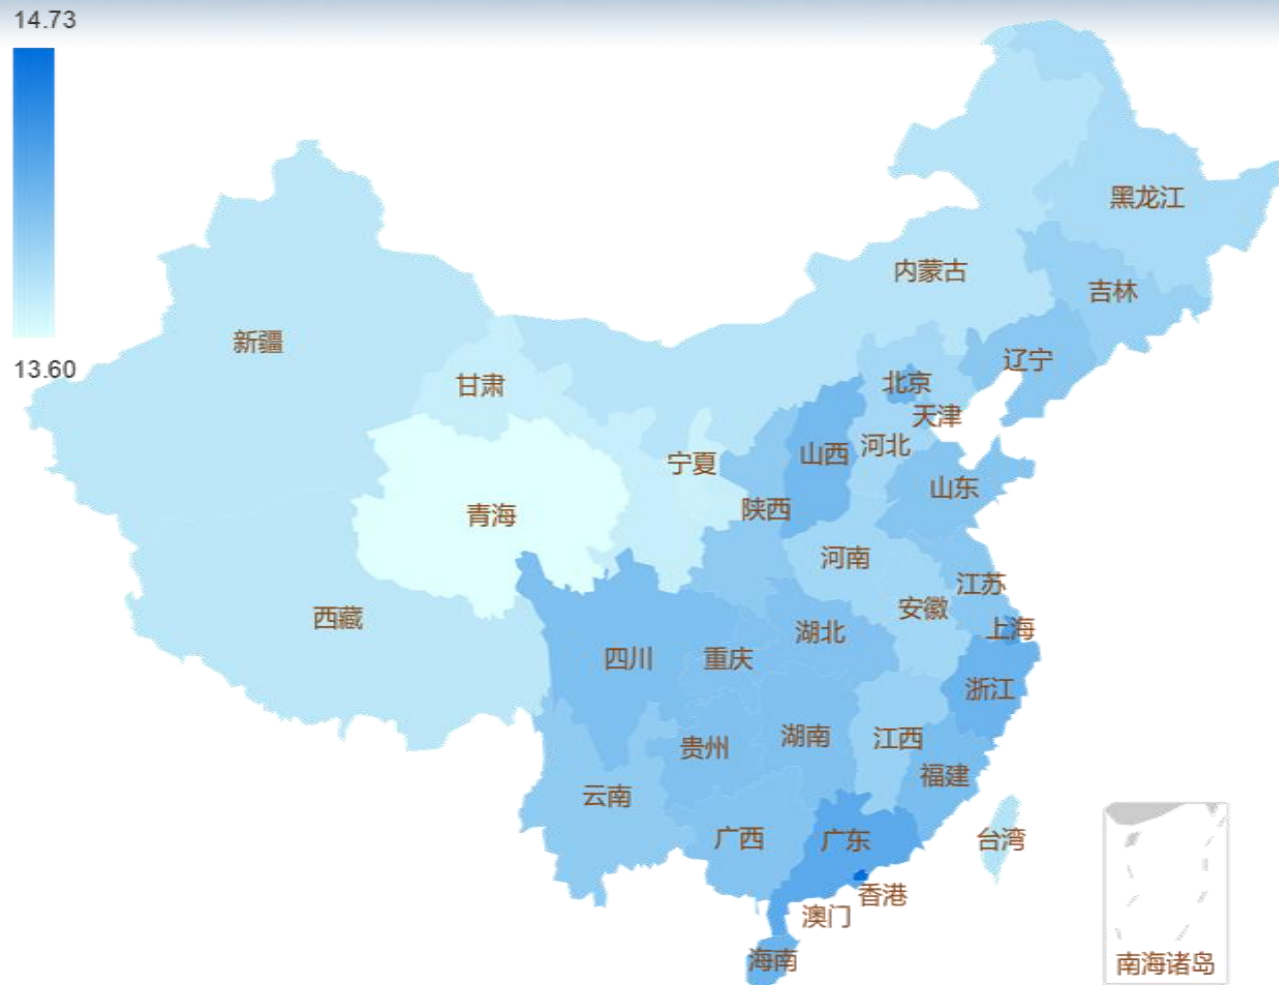 14.73
13.60
黑龙江
内蒙古
吉林
新疆
辽宁
甘肃
北京
天津
山西
河北
宁夏
山东
陕西
青海
河南
江苏
安徽
西藏
上海
湖北
四川
重庆
浙江
湖南
江西
贵州
福建
云南
广西
广东
台湾
香港
澳门
海南
南海诸岛